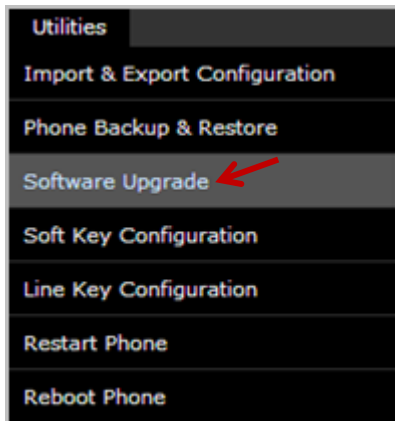 Utilities
Import & Export Configuration
Phone Backup & Restore
Software Upgrade
Soft Key Configuration
Line Key Configuration
Restart Phone
Reboot Phone